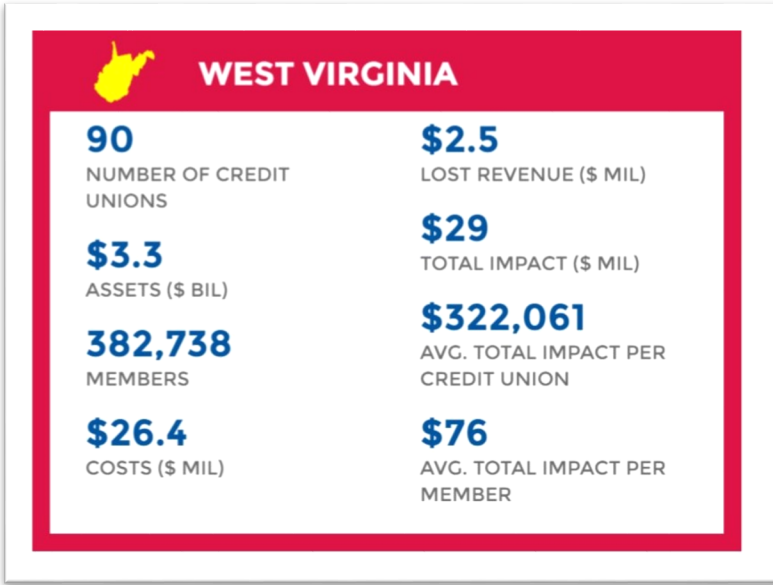 WEST VIRGINIA
90
NUMBER OF CREDIT
UNIONS
$3.3
ASSETS ($ BIL)
382,738
MEMBERS
$26.4
COSTS ($ MIL)
$2.5
LOST REVENUE ($ MIL)
$29
TOTAL IMPACT ($ MIL)
$322,061
AVG. TOTAL IMPACT PER
CREDIT UNION
$76
AVG. TOTAL IMPACT PER
MEMBER